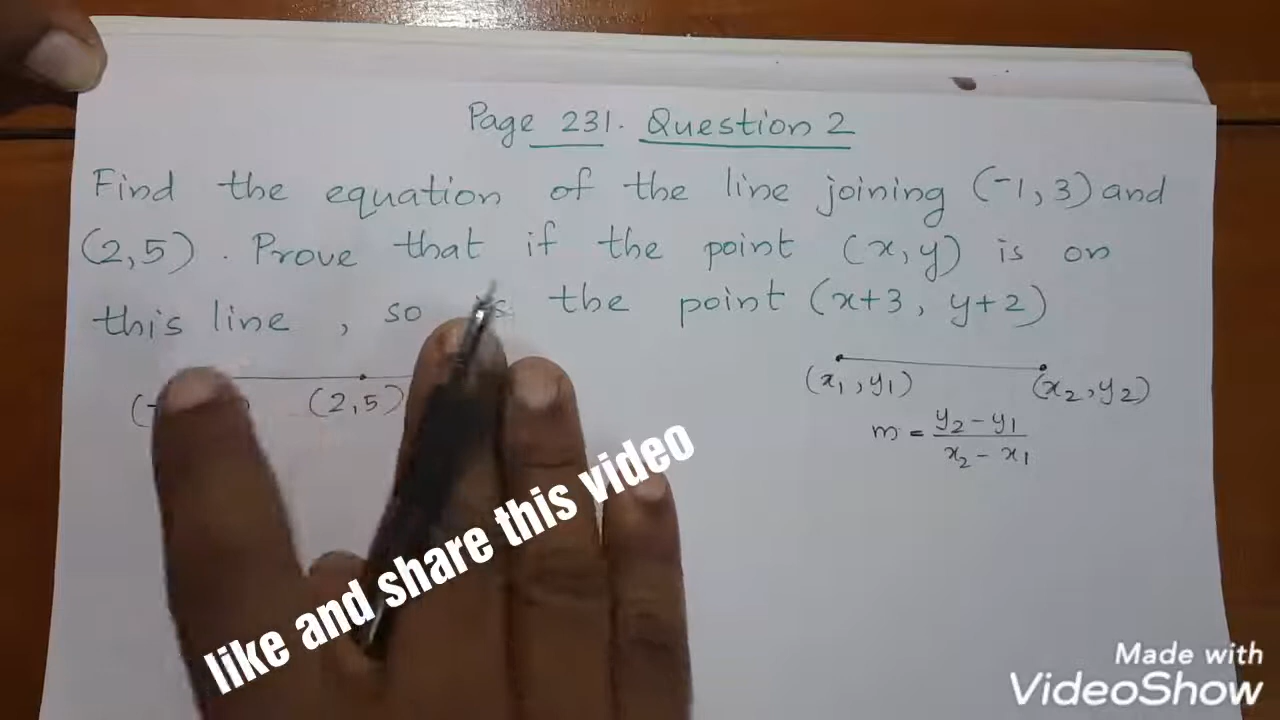 Page 231. Question 2
Find the equation of the line joining (-1, 3) and
(2,5). Prove that if the point (x,y) is on
this line, so is the point (x+3, y+2)
(2,5)
(x₁,y₁)
(x₂,y₂)
m = y₂ - y₁ / x₂ - x₁
like and share this video
Made with
VideoShow